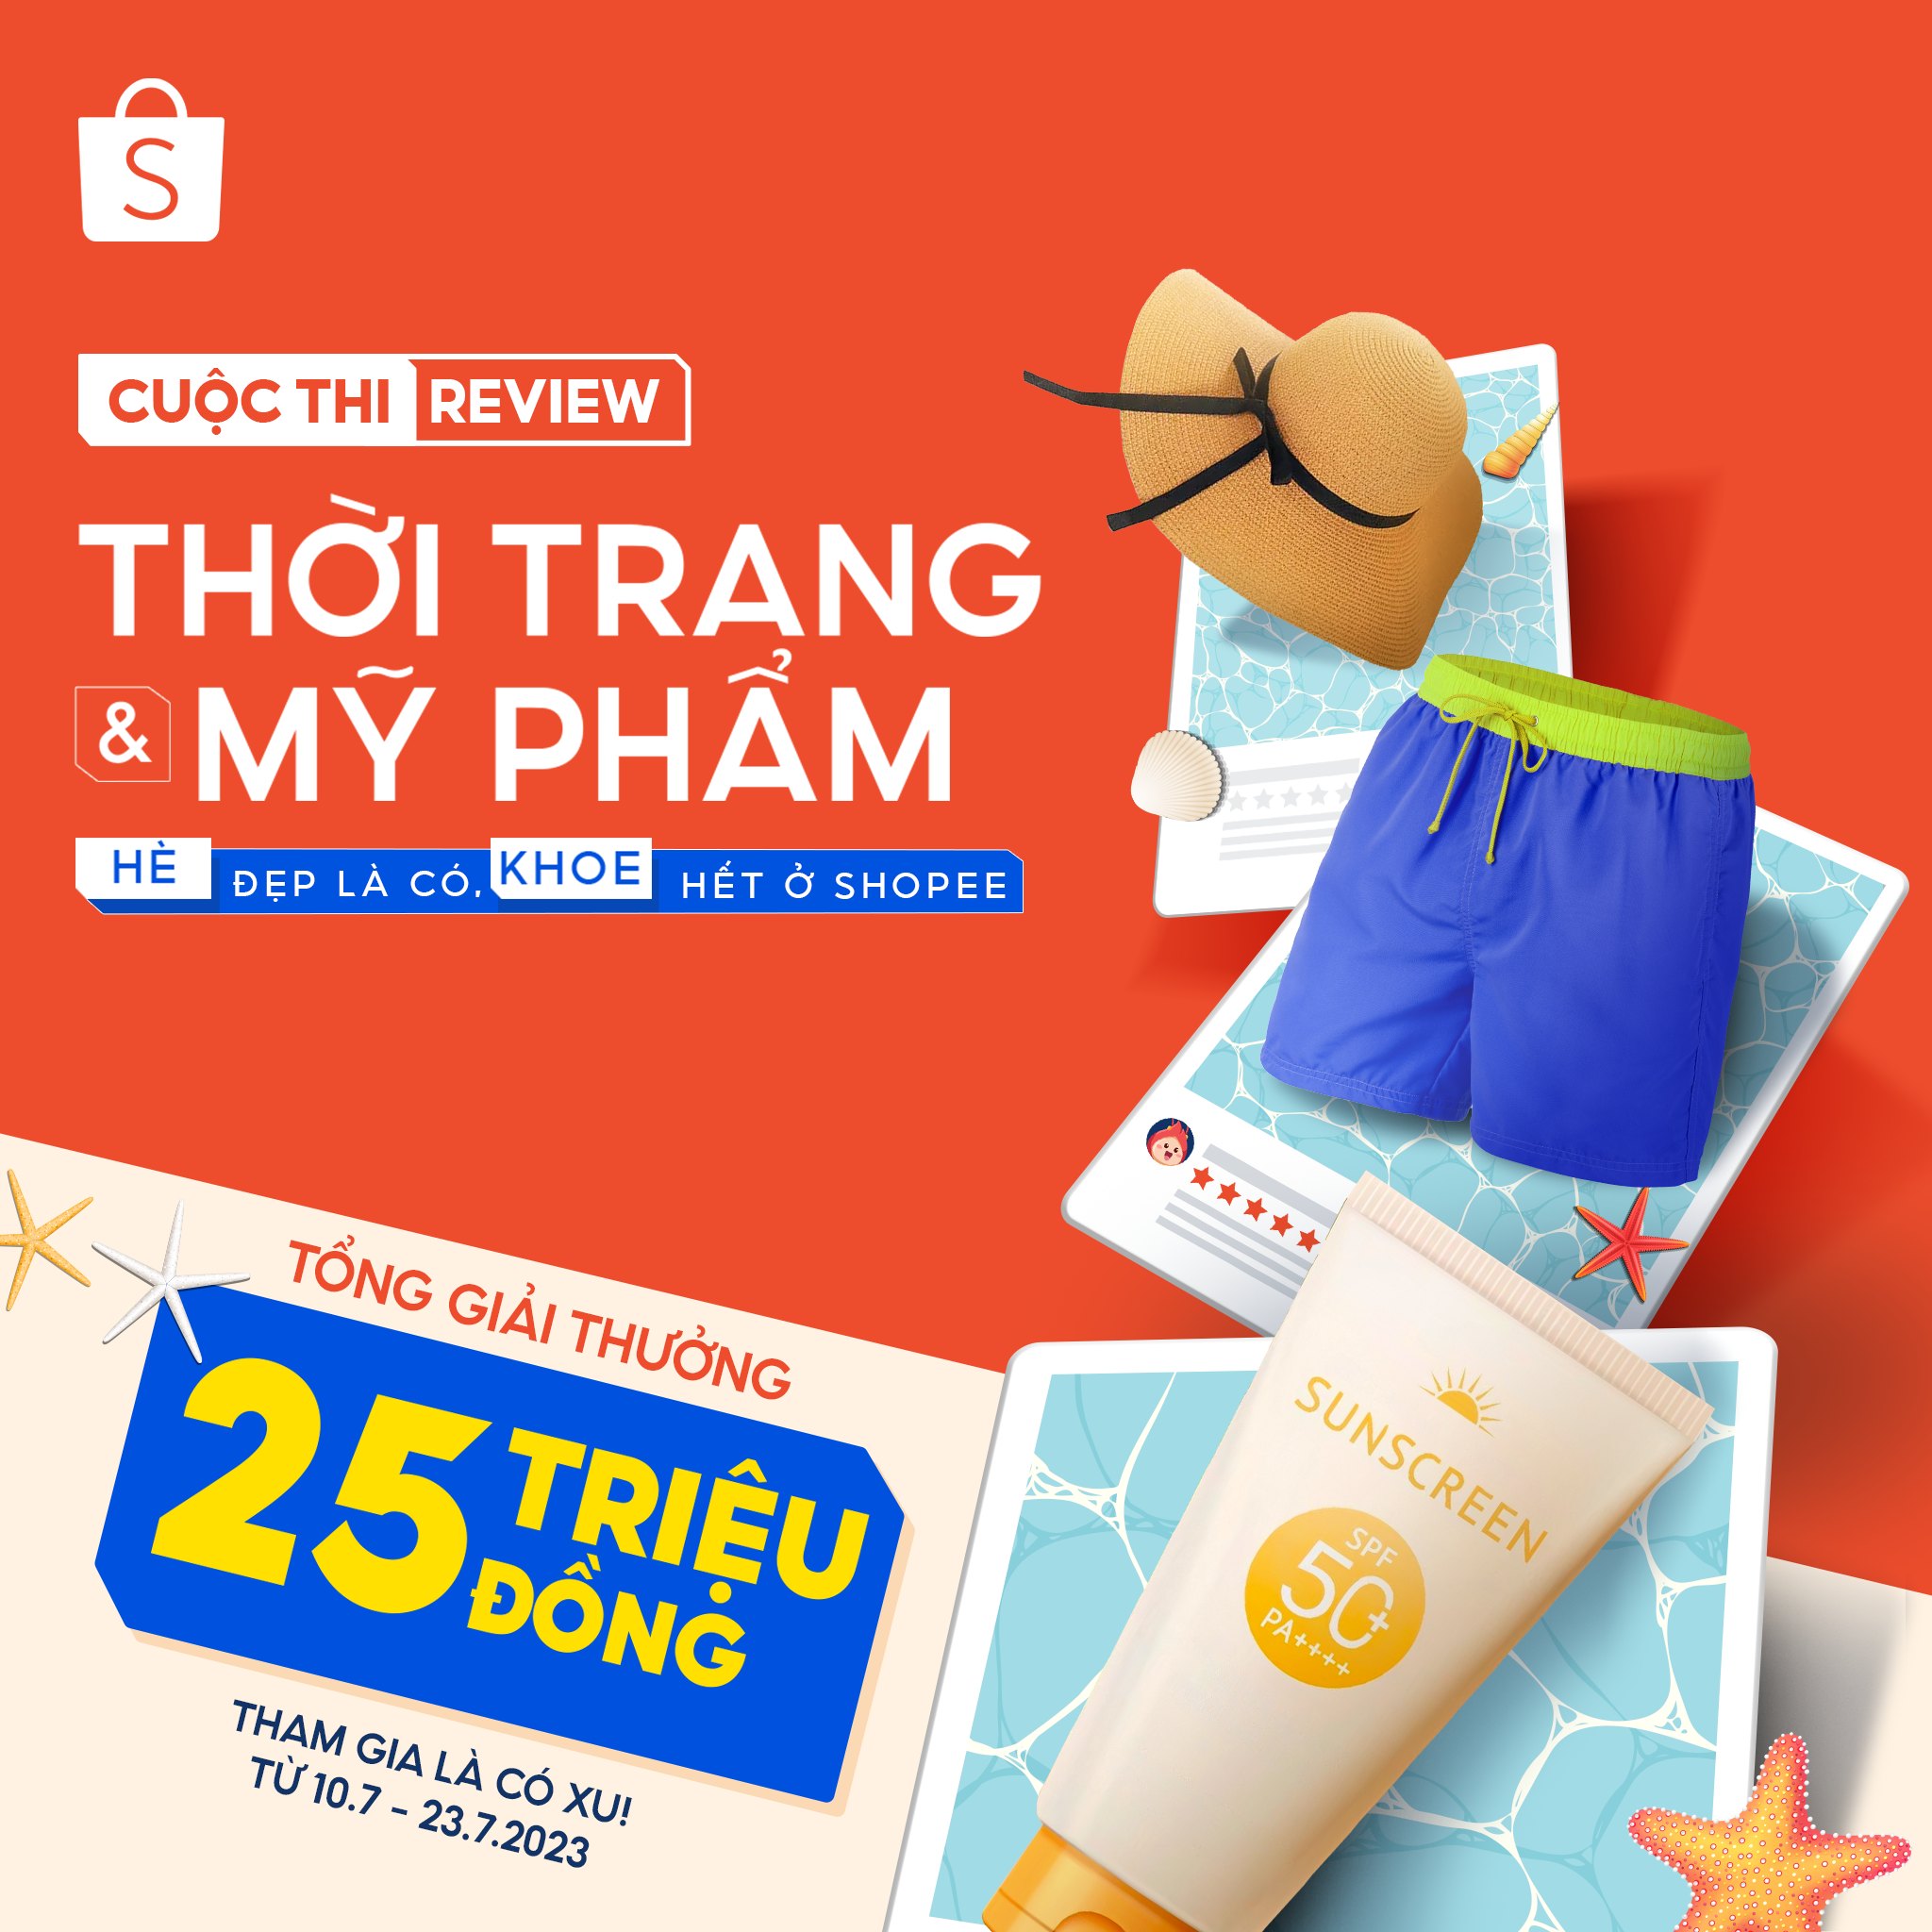 S
CUỘC THI REVIEW
THỜI TRANG
& MỸ PHẨM
HÈ ĐẸP LÀ CÓ, KHOE HẾT Ở SHOPEE
TỔNG GIẢI THƯỞNG
25 TRIỆU
ĐỒNG
THAM GIA LÀ CÓ XU!
TỪ 10.7 - 23.7.2023
SUNSCREEN
SPF
50+
PA++++